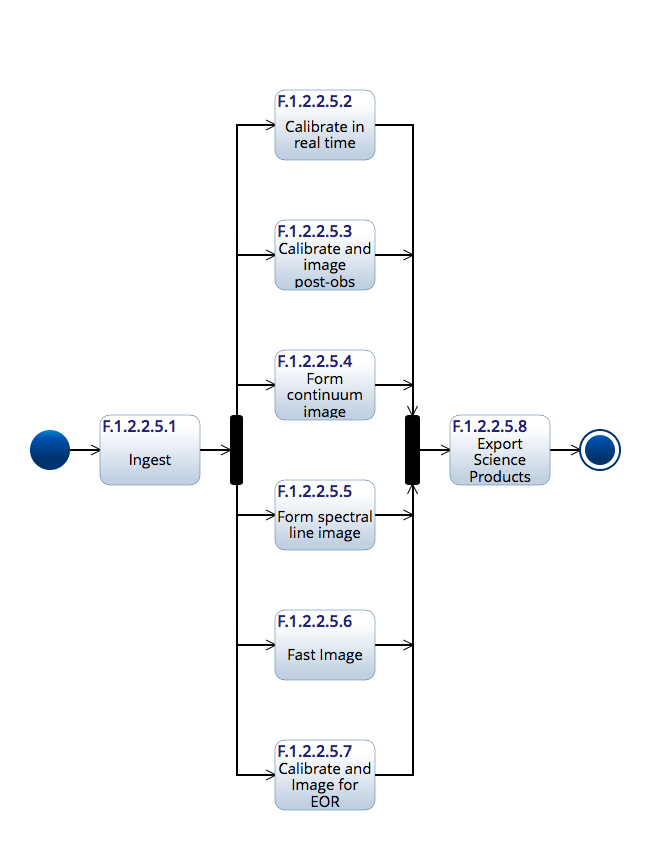 F.1.2.2.5.2
Calibrate in
real time
F.1.2.2.5.3
Calibrate and
image
post-obs
F.1.2.2.5.4
Form
continuum
image
F.1.2.2.5.1
Ingest
F.1.2.2.5.8
Export
Science
Products
F.1.2.2.5.5
Form spectral
line image
F.1.2.2.5.6
Fast Image
F.1.2.2.5.7
Calibrate and
Image for
EOR